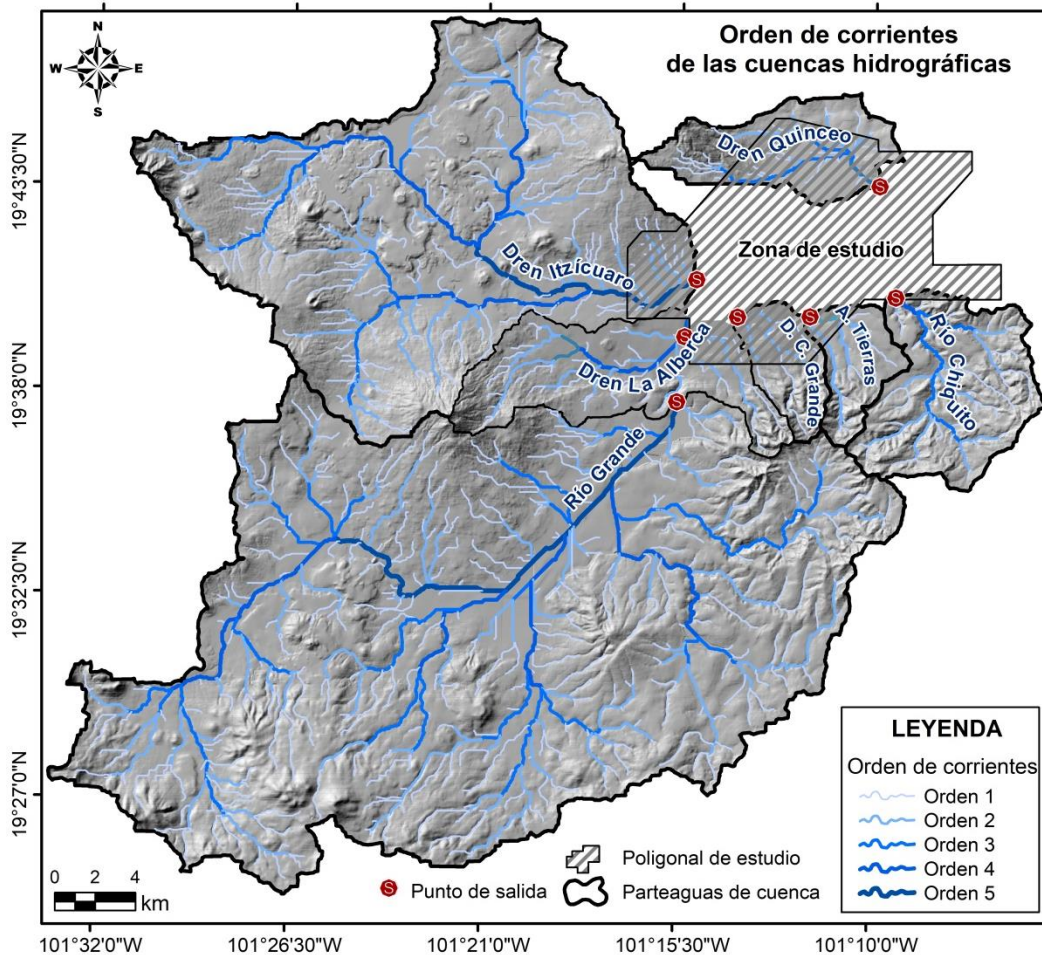 Orden de corrientes
de las cuencas hidrográficas
N
W
E
S
19°43'30"N
19°38'0"N
19°32'30"N
19°27'0"N
Dren Quinceo
S
Zona de estudio
Dren Itzícuaro
S
S
S
S
S
Dren La Alberca
D. C. Grande
A. Tierras
Río Chiquito
S
Río Grande
LEYENDA
Orden de corrientes
Orden 1
Orden 2
Orden 3
Orden 4
Orden 5
0 2 4
km
S Punto de salida
Poligonal de estudio
Parteaguas de cuenca
101°32'0"W 101°26'30"W 101°21'0"W 101°15'30"W 101°10'0"W